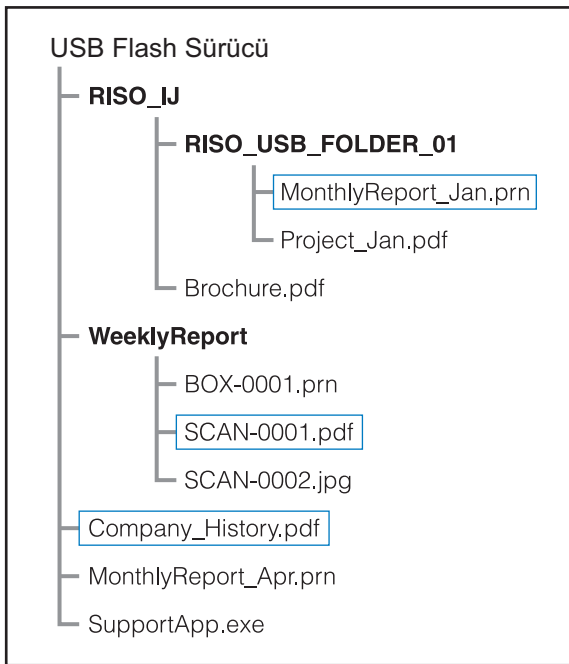 USB Flash Sürücü
RISO_IJ
RISO_USB_FOLDER_01
MonthlyReport_Jan.prn
Project_Jan.pdf
Brochure.pdf
WeeklyReport
BOX-0001.prn
SCAN-0001.pdf
SCAN-0002.jpg
Company_History.pdf
MonthlyReport_Apr.prn
SupportApp.exe